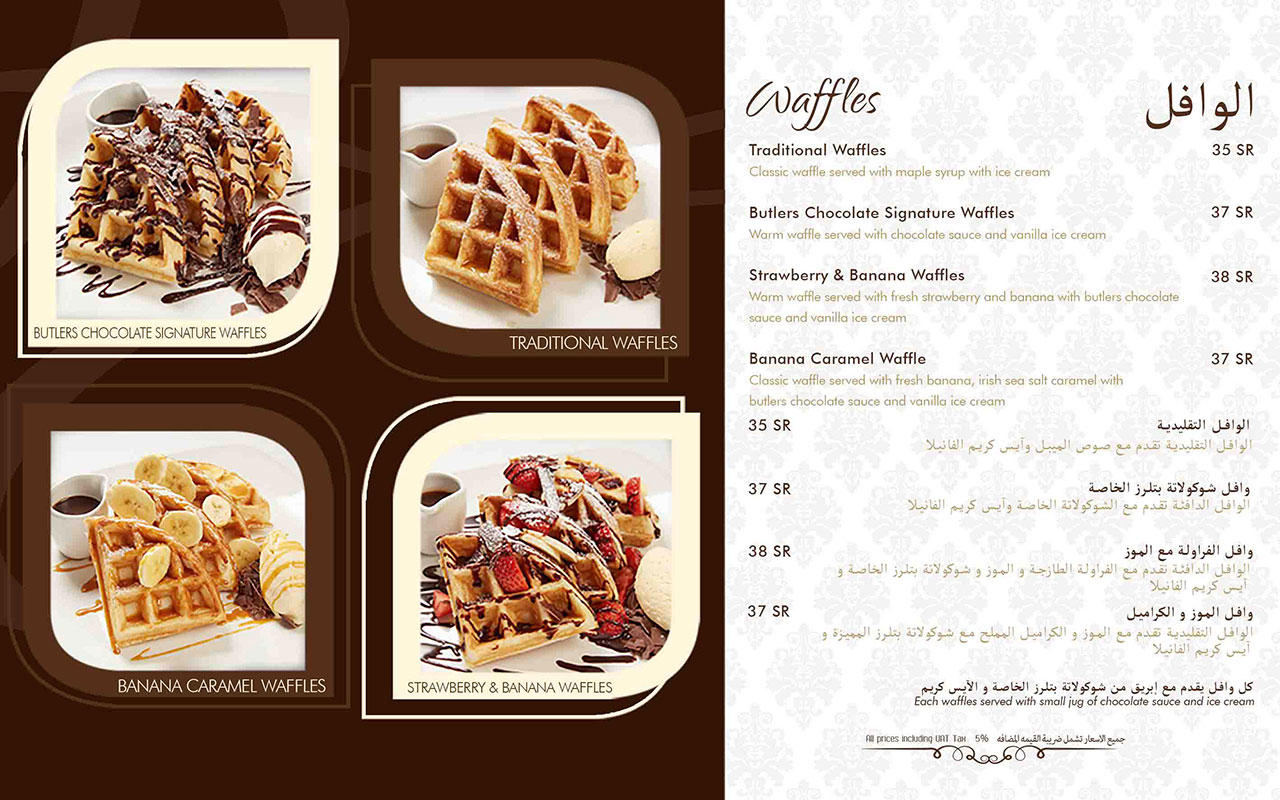 BUTLERS CHOCOLATE SIGNATURE WAFFLES
TRADITIONAL WAFFLES
BANANA CARAMEL WAFFLES
STRAWBERRY & BANANA WAFFLES
Waffles الوافل
Traditional Waffles 35 SR
Classic waffle served with maple syrup with ice cream
Butlers Chocolate Signature Waffles 37 SR
Warm waffle served with chocolate sauce and vanilla ice cream
Strawberry & Banana Waffles 38 SR
Warm waffle served with fresh strawberry and banana with butlers chocolate
sauce and vanilla ice cream
Banana Caramel Waffle 37 SR
Classic waffle served with fresh banana, irish sea salt caramel with
butlers chocolate sauce and vanilla ice cream
الوافل التقليدية 35 SR
الوافل التقليدية تقدم مع صوص الميبل وآيس كريم الفانيلا
وافل شوكولاتة بتلرز الخاصة 37 SR
الوافل الدافئة تقدم مع الشوكولاتة الخاصة وآيس كريم الفانيلا
وافل الفراولة مع الموز 38 SR
الوافل الدافئة تقدم مع الفراولة الطازجة و الموز و شوكولاتة بتلرز الخاصة و
آيس كريم الفانيلا
وافل الموز و الكراميل 37 SR
الوافل التقليدية تقدم مع الموز و الكراميل المملح مع شوكولاتة بتلرز المميزة و
آيس كريم الفانيلا
كل وافل يقدم مع إبريق من شوكولاتة بتلرز الخاصة و الآيس كريم
Each waffles served with small jug of chocolate sauce and ice cream
All prices including VAT Tax 5% جميع الاسعار تشمل ضريبة القيمه المضافه